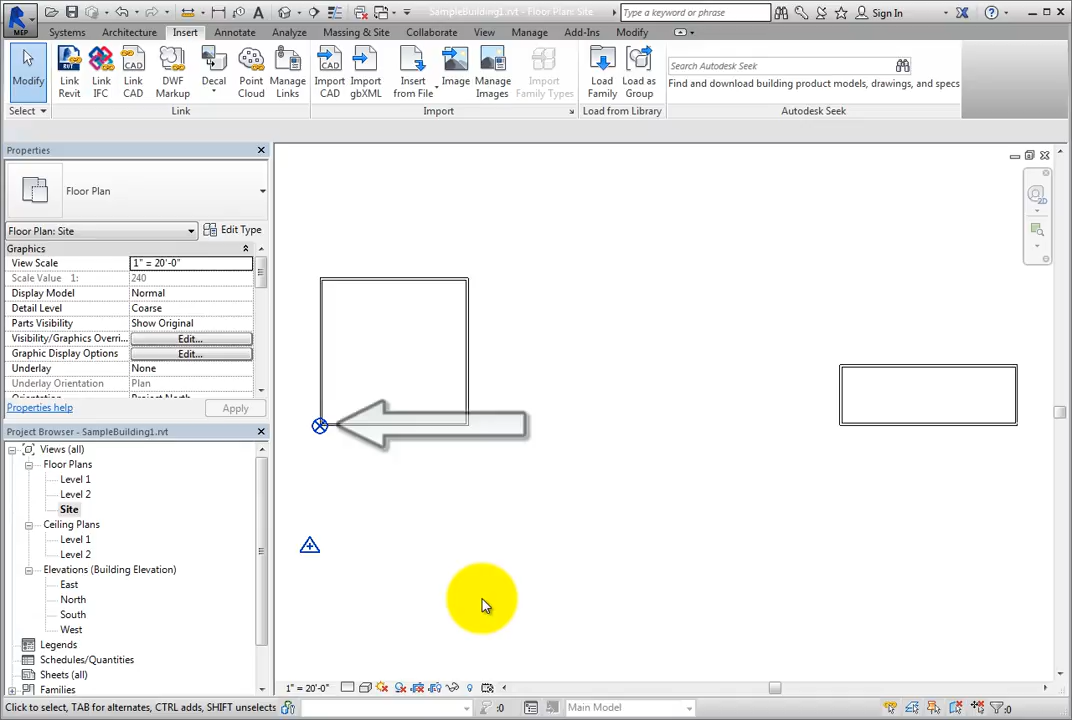 SampleBuilding1.rvt - Floor Plan: Site
Type a keyword or phrase
Sign In
MEP
Systems Architecture Insert Annotate Analyze Massing & Site Collaborate View Manage Add-Ins Modify
Modify
Link Revit
Link IFC
Link CAD
DWF Markup
Decal
Point Cloud
Manage Links
Import CAD
Import gbXML
Insert from File
Image
Manage Images
Import Family Types
Load Family
Load as Group
Search Autodesk Seek
Find and download building product models, drawings, and specs
Select Link Import Load from Library Autodesk Seek
Properties
Floor Plan
Floor Plan: Site Edit Type
Graphics
View Scale 1" = 20'-0"
Scale Value 1: 240
Display Model Normal
Detail Level Coarse
Parts Visibility Show Original
Visibility/Graphics Overri... Edit...
Graphic Display Options Edit...
Underlay None
Underlay Orientation Plan
Properties help Apply
Project Browser - SampleBuilding1.rvt
Views (all)
Floor Plans
Level 1
Level 2
Site
Ceiling Plans
Level 1
Level 2
Elevations (Building Elevation)
East
North
South
West
Legends
Schedules/Quantities
Sheets (all)
Families
2D
1" = 20'-0"
Click to select, TAB for alternates, CTRL adds, SHIFT unselects
:0
Main Model
:0